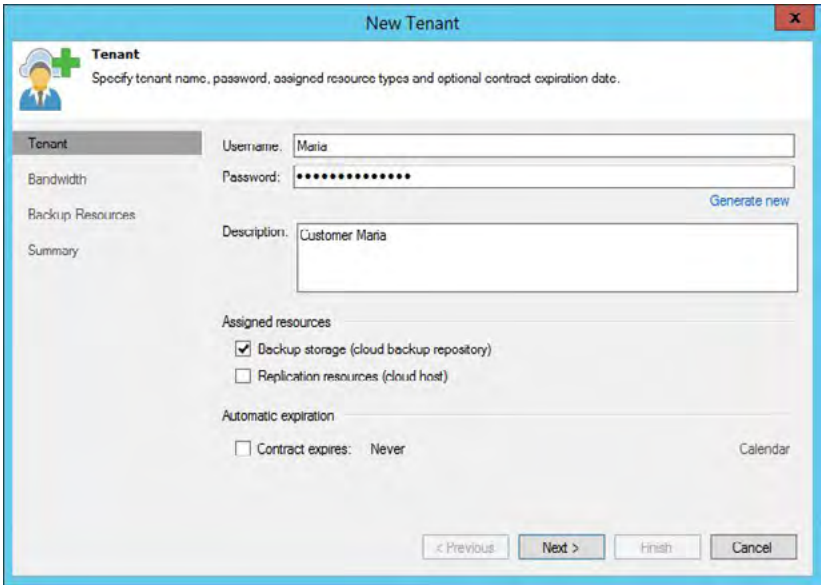 New Tenant
x
Tenant
Specify tenant name, password, assigned resource types and optional contract expiration date.
Tenant
Username: Maria
Bandwidth
Password: ••••••••••••••
Generate new
Backup Resources
Description: Customer Maria
Summary
Assigned resources
Backup storage (cloud backup repository)
Replication resources (cloud host)
Automatic expiration
Contract expires: Never Calendar
< Previous Next > Finish Cancel